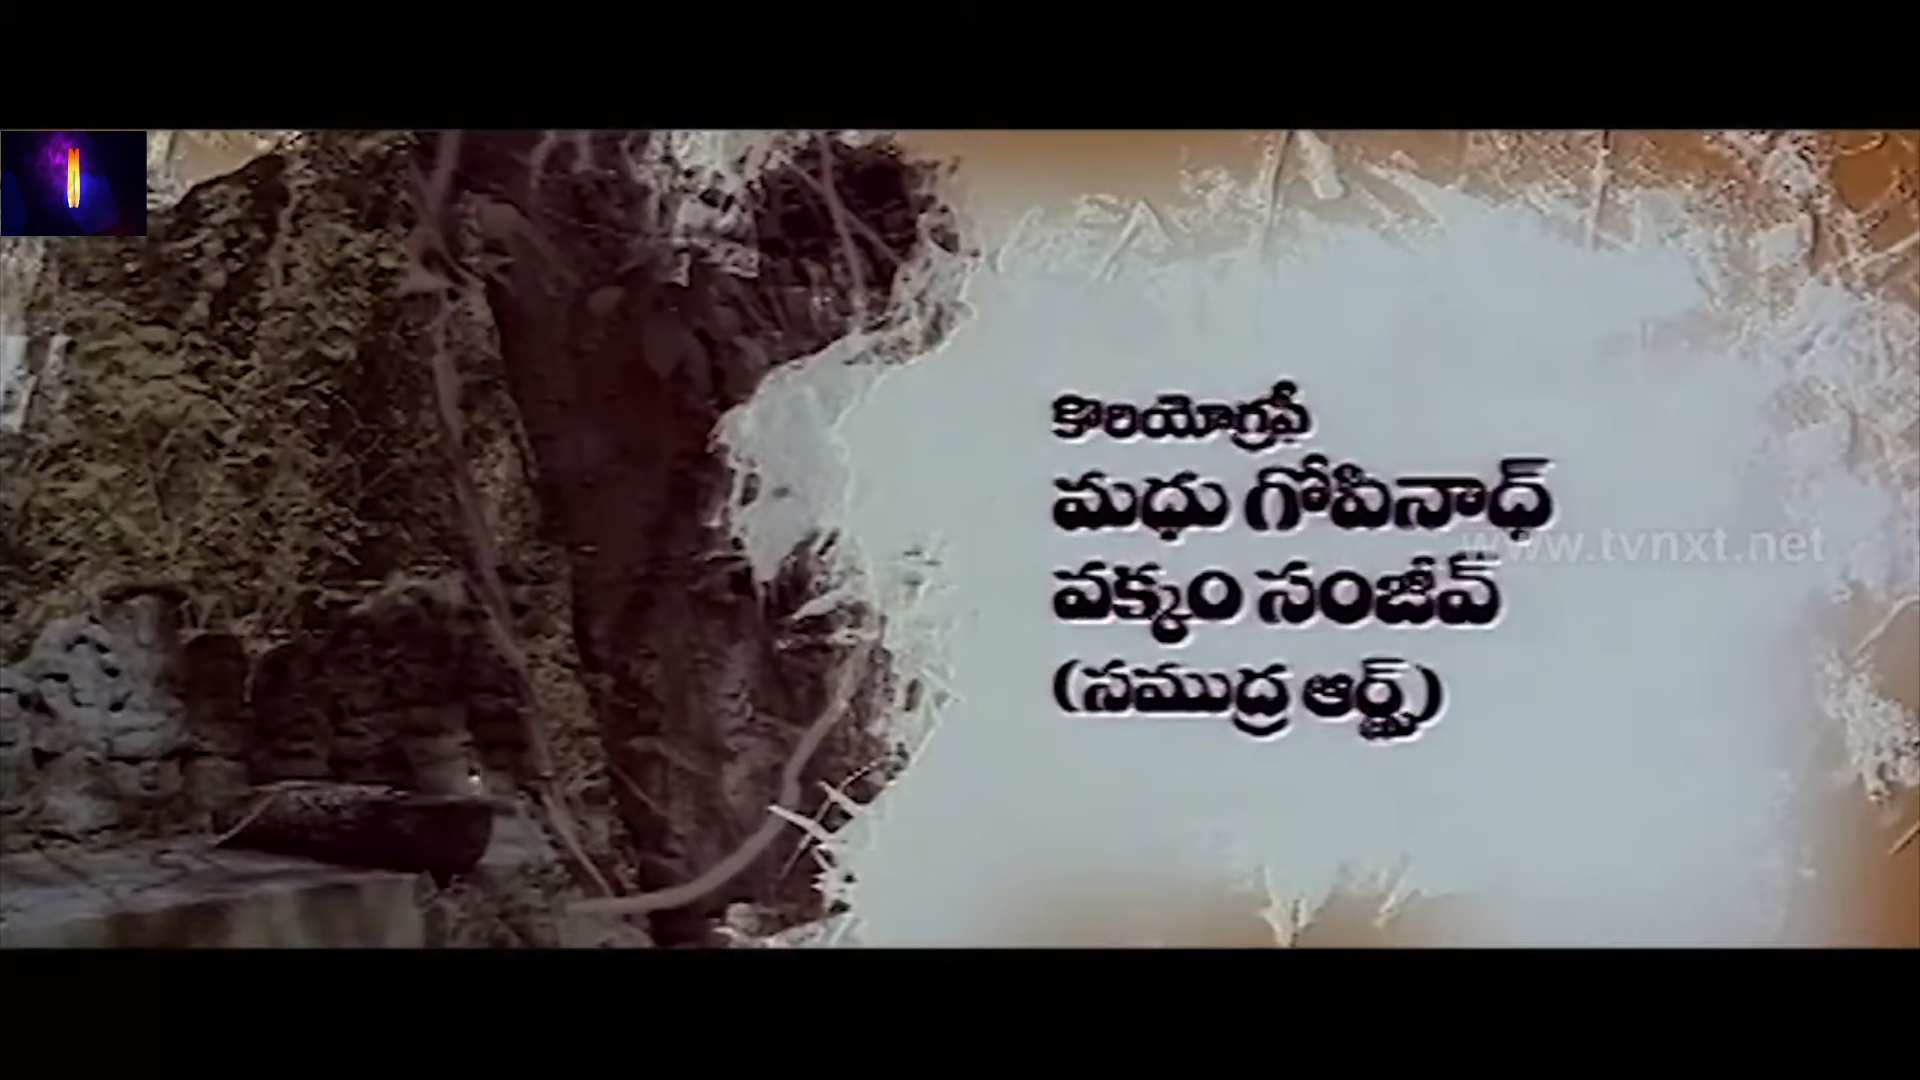 కొరియోగ్రఫీ
మధు గోపినాధ్
www.tvnxt.net
వక్కం సంజీవ్
(సముద్ర ఆర్ట్స్)